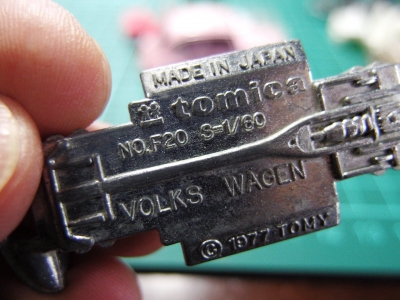 MADE IN JAPAN
tomica
NO.F20 S=1/60
VOLKS WAGEN
© 1977 TOMY